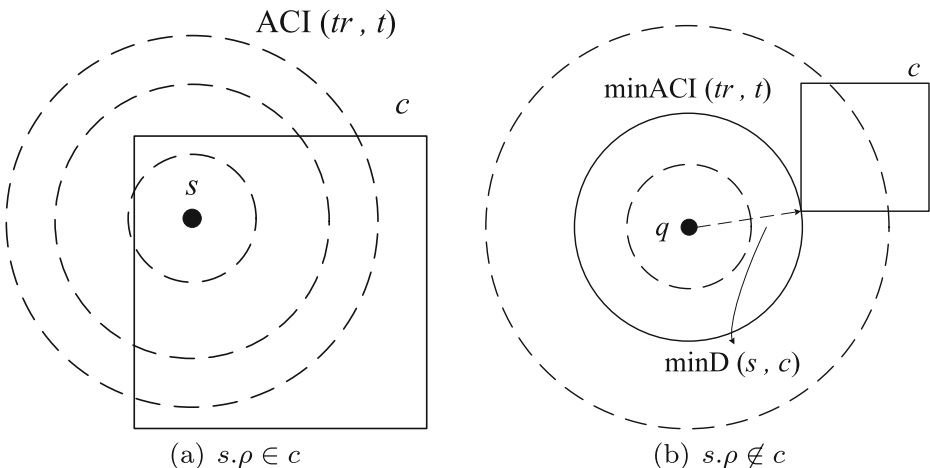 ACI (tr , t)
c
s
(a) s.ρ ∈ c
c
minACI (tr , t)
q
minD (s , c)
(b) s.ρ ∉ c